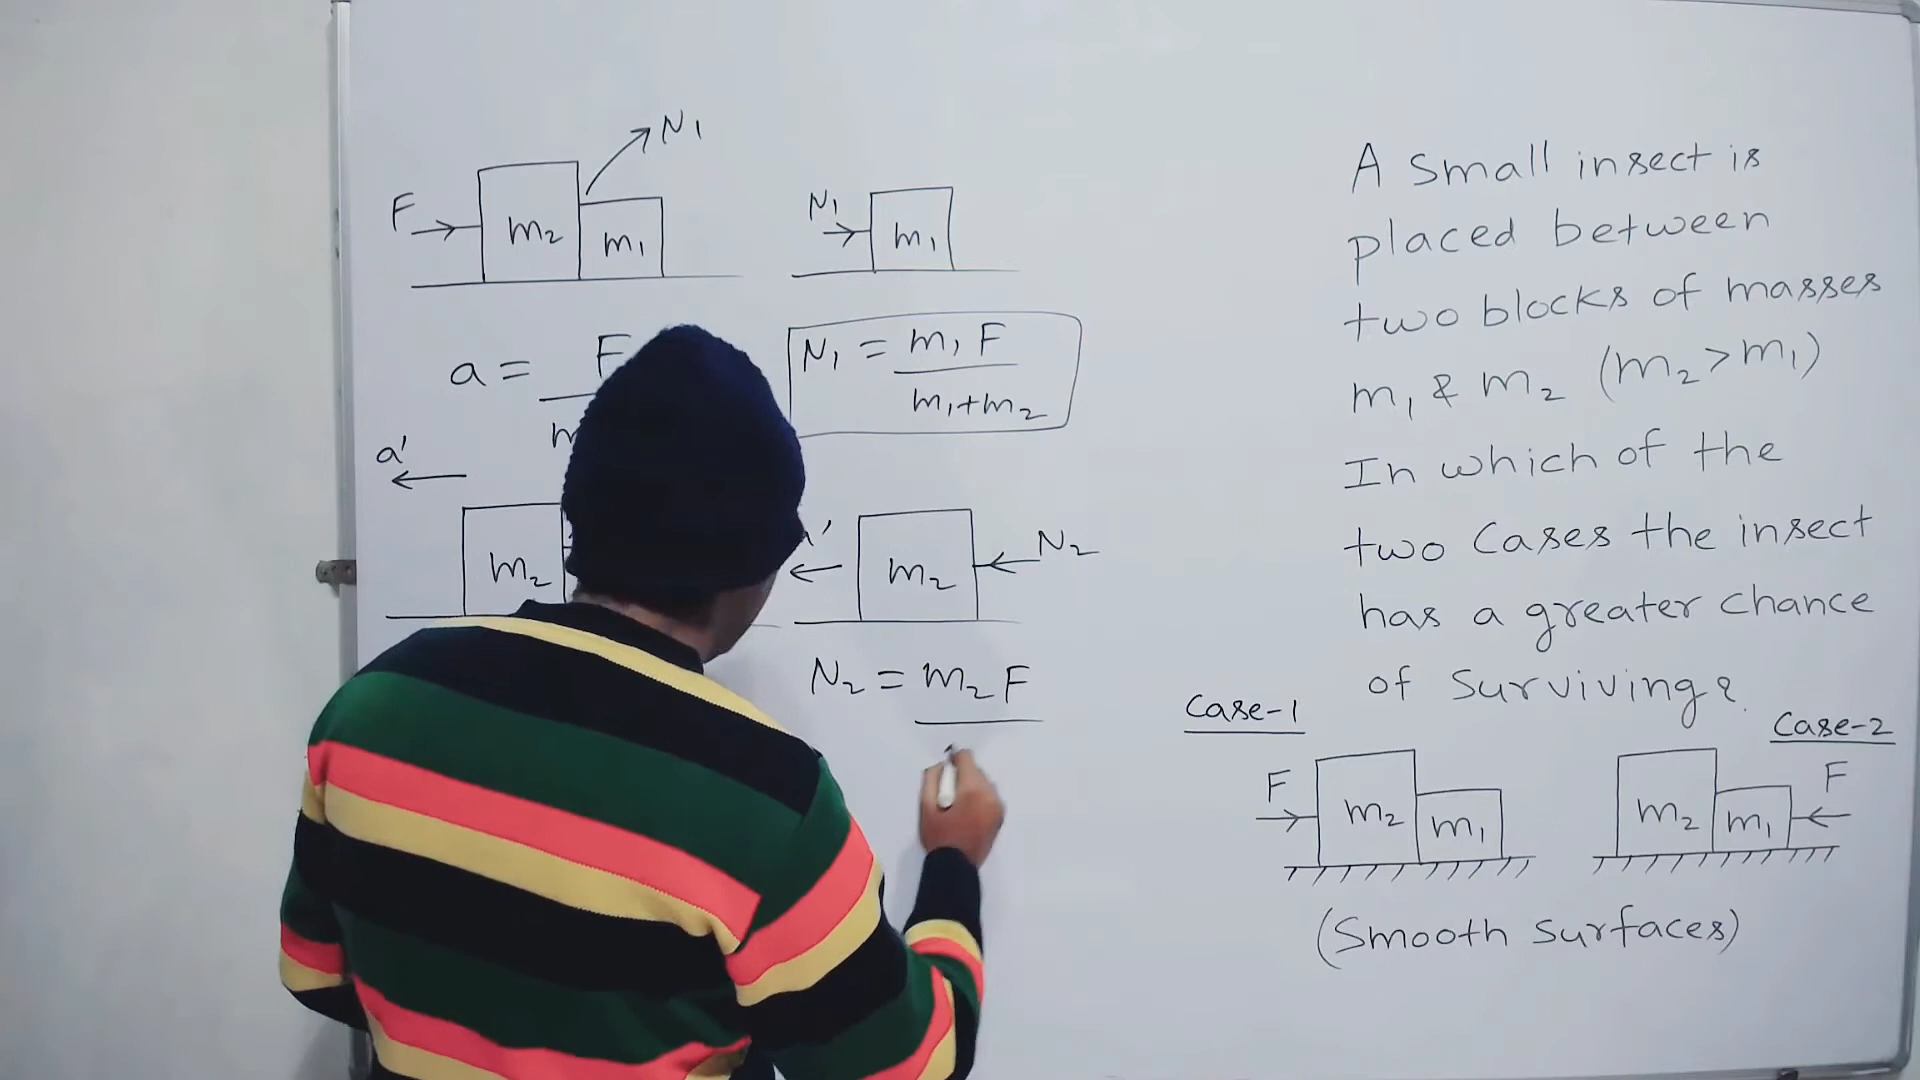 N1
F
m2
m1
N1
m1
a = F
N1 = m1 F
m1+m2
a'
m2
m2
N2
N2 = m2 F
A small insect is
placed between
two blocks of masses
m1 & m2 (m2>m1)
In which of the
two Cases the insect
has a greater chance
of surviving?
Case-1
Case-2
F
m2
m1
m2
m1
F
(Smooth surfaces)